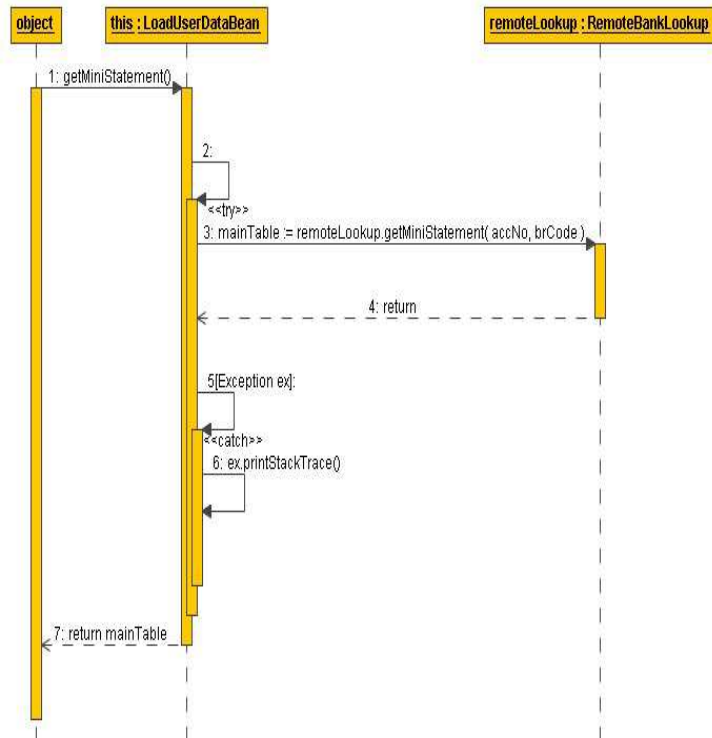 object
this : LoadUserDataBean
remoteLookup : RemoteBankLookup
1: getMiniStatement()
2:
<<try>>
3: mainTable := remoteLookup.getMiniStatement( accNo, brCode )
4: return
5[Exception ex]:
<<catch>>
6: ex.printStackTrace()
7: return mainTable